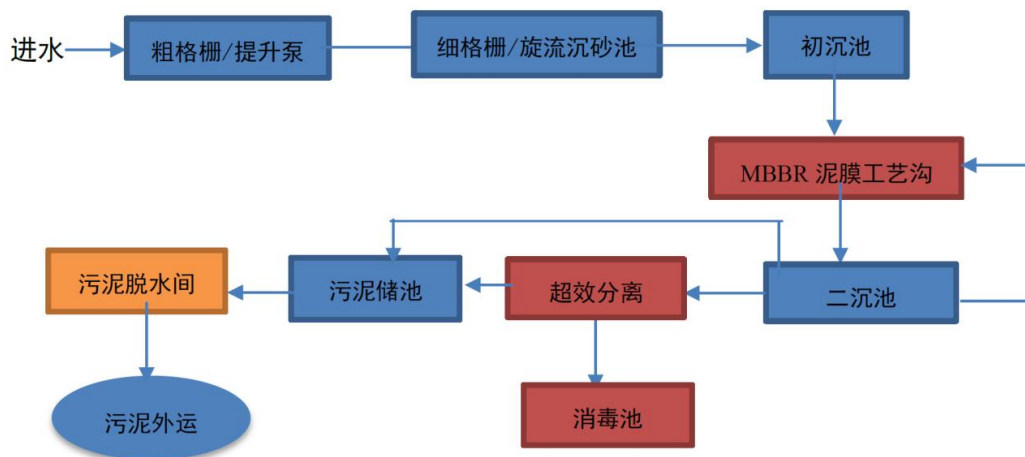 进水
粗格栅/提升泵
细格栅/旋流沉砂池
初沉池
MBBR 泥膜工艺沟
污泥脱水间
污泥储池
超效分离
二沉池
污泥外运
消毒池